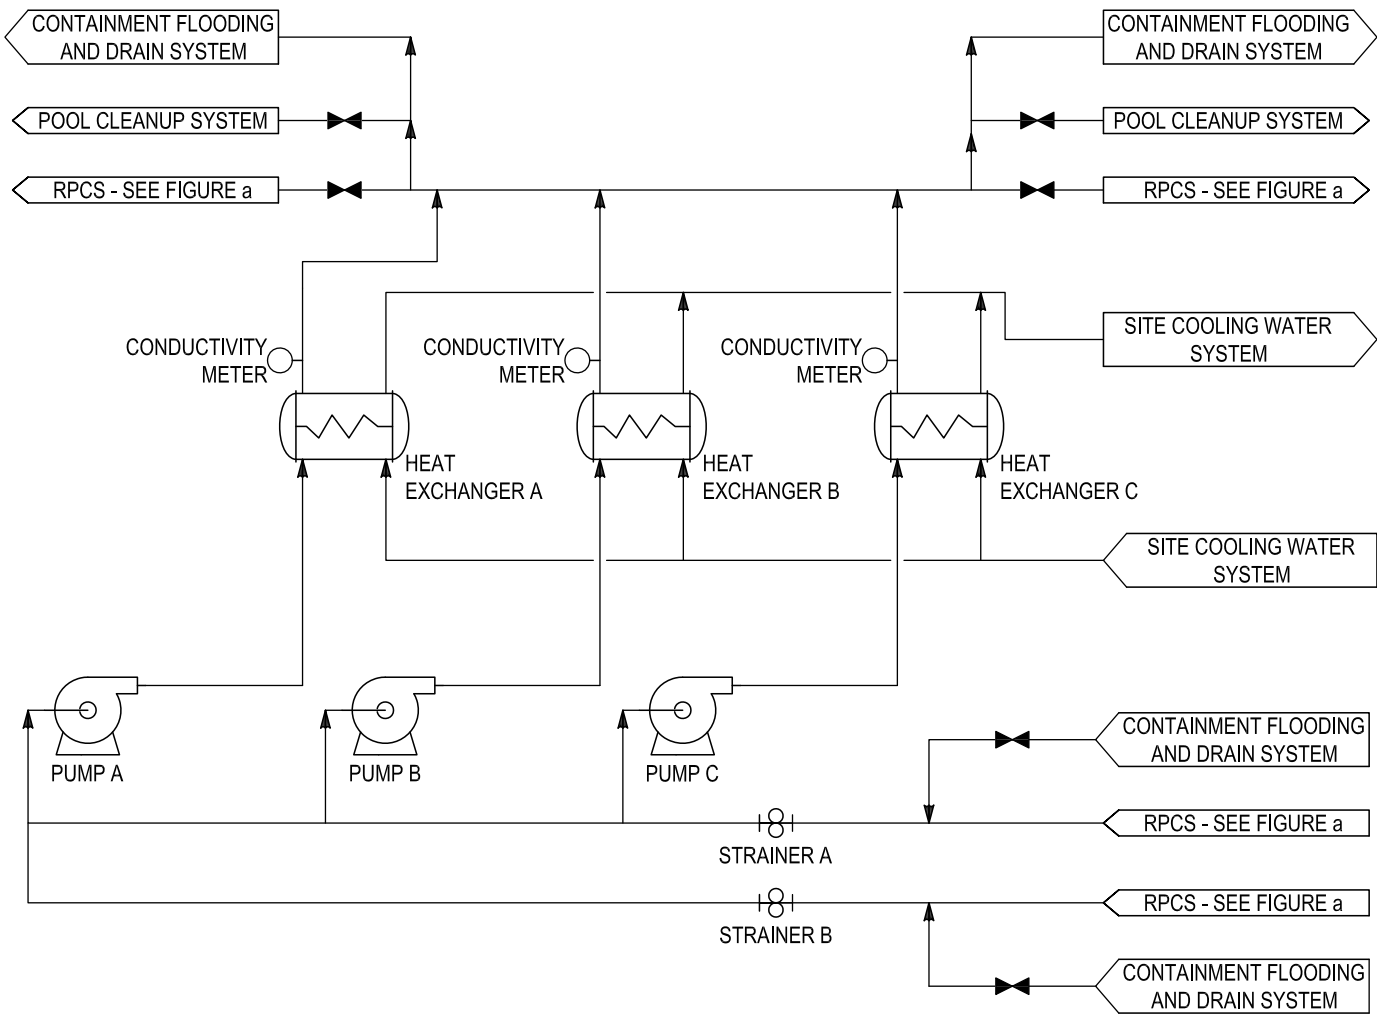 CONTAINMENT FLOODING
AND DRAIN SYSTEM
CONTAINMENT FLOODING
AND DRAIN SYSTEM
POOL CLEANUP SYSTEM
POOL CLEANUP SYSTEM
RPCS - SEE FIGURE a
RPCS - SEE FIGURE a
SITE COOLING WATER
SYSTEM
CONDUCTIVITY
METER
CONDUCTIVITY
METER
CONDUCTIVITY
METER
HEAT
EXCHANGER A
HEAT
EXCHANGER B
HEAT
EXCHANGER C
SITE COOLING WATER
SYSTEM
PUMP A
PUMP B
PUMP C
CONTAINMENT FLOODING
AND DRAIN SYSTEM
RPCS - SEE FIGURE a
STRAINER A
RPCS - SEE FIGURE a
STRAINER B
CONTAINMENT FLOODING
AND DRAIN SYSTEM